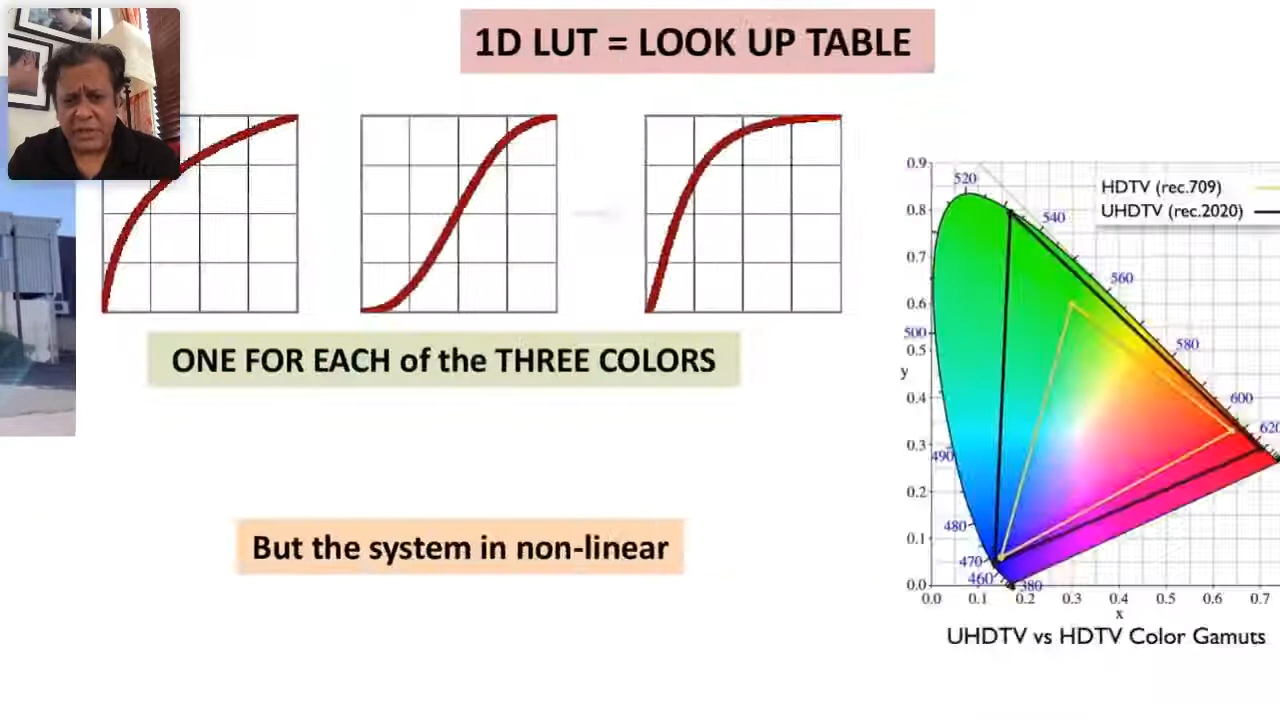 1D LUT = LOOK UP TABLE
ONE FOR EACH of the THREE COLORS
But the system in non-linear
HDTV (rec.709)
UHDTV (rec.2020)
0.9
0.8
0.7
0.6
0.5
0.4
0.3
0.2
0.1
0.0
y
520
540
560
580
600
620
500
490
480
470
460
380
0.0 0.1 0.2 0.3 0.4 0.5 0.6 0.7
x
UHDTV vs HDTV Color Gamuts